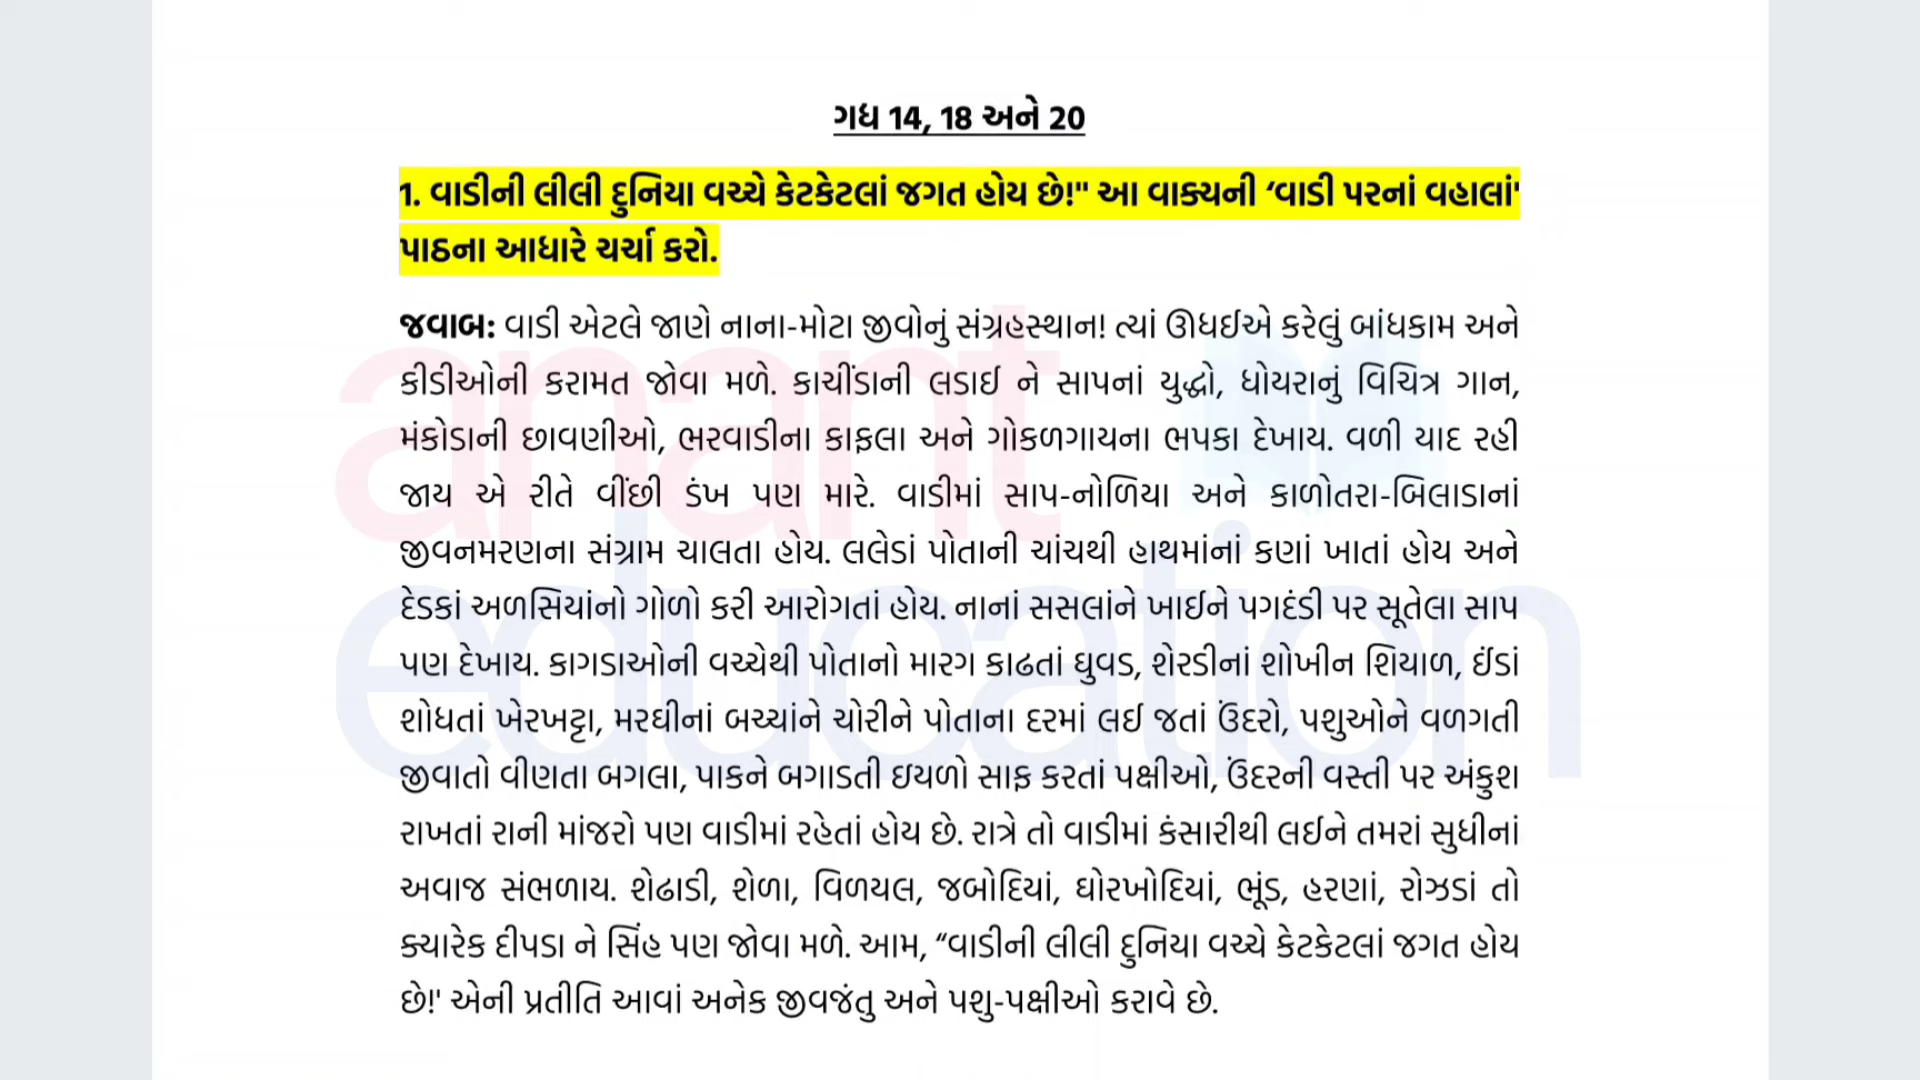 ગધ 14, 18 અને 20
1. વાડીની લીલી દુનિયા વચ્ચે કેટકેટલાં જગત હોય છે!" આ વાક્યની ‘વાડી પરનાં વહાલાં'
પાઠના આધારે ચર્ચા કરો.
જવાબ: વાડી એટલે જાણે નાના-મોટા જીવોનું સંગ્રહસ્થાન! ત્યાં ઊધઈએ કરેલું બાંધકામ અને
કીડીઓની કરામત જોવા મળે. કાચીંડાની લડાઈ ને સાપનાં યુદ્ધો, ધોયરાનું વિચિત્ર ગાન,
મંકોડાની છાવણીઓ, ભરવાડીના કાફલા અને ગોકળગાયના ભપકા દેખાય. વળી યાદ રહી
જાય એ રીતે વીંછી ડંખ પણ મારે. વાડીમાં સાપ-નોળિયા અને કાળોતરા-બિલાડાનાં
જીવનમરણના સંગ્રામ ચાલતા હોય. લલેડાં પોતાની ચાંચથી હાથમાંનાં કણાં ખાતાં હોય અને
દેડકાં અળસિયાંનો ગોળો કરી આરોગતાં હોય. નાનાં સસલાંને ખાઈને પગદંડી પર સૂતેલા સાપ
પણ દેખાય. કાગડાઓની વચ્ચેથી પોતાનો મારગ કાઢતાં ઘુવડ, શેરડીનાં શોખીન શિયાળ, ઈંડાં
શોધતાં ખેરખટ્ટા, મરઘીનાં બચ્ચાંને ચોરીને પોતાના દરમાં લઈ જતાં ઉંદરો, પશુઓને વળગતી
જીવાતો વીણતા બગલા, પાકને બગાડતી ઇયળો સાફ કરતાં પક્ષીઓ, ઉંદરની વસ્તી પર અંકુશ
રાખતાં રાની માંજરો પણ વાડીમાં રહેતાં હોય છે. રાત્રે તો વાડીમાં કંસારીથી લઈને તમરાં સુધીનાં
અવાજ સંભળાય. શેઢાડી, શેળા, વિળયલ, જબોદિયાં, ઘોરખોદિયાં, ભૂંડ, હરણાં, રોઝડાં તો
ક્યારેક દીપડા ને સિંહ પણ જોવા મળે. આમ, “વાડીની લીલી દુનિયા વચ્ચે કેટકેટલાં જગત હોય
છે!' એની પ્રતીતિ આવાં અનેક જીવજંતુ અને પશુ-પક્ષીઓ કરાવે છે.
anant
education